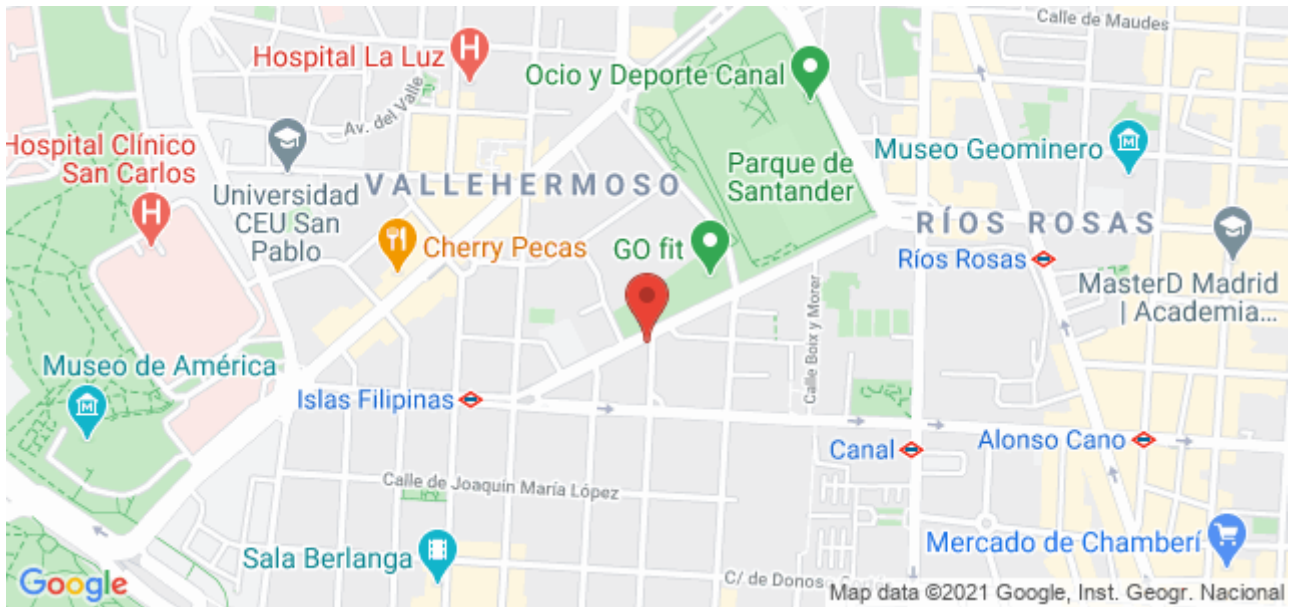 Calle de Maudes
Hospital La Luz
H
Ocio y Deporte Canal
Av. del Valle
Hospital Clínico
San Carlos
H
Museo Geominero
M
Parque de
Santander
Universidad
CEU San
Pablo
VALLEHERMOSO
RÍOS ROSAS
Cherry Pecas
GO fit
Ríos Rosas
MasterD Madrid
| Academia...
Calle Boix y Morer
Museo de América
M
Islas Filipinas
Canal
Alonso Cano
Calle de Joaquín María López
Sala Berlanga
Mercado de Chamberí
C/ de Donoso Cortés
Google
Map data ©2021 Google, Inst. Geogr. Nacional